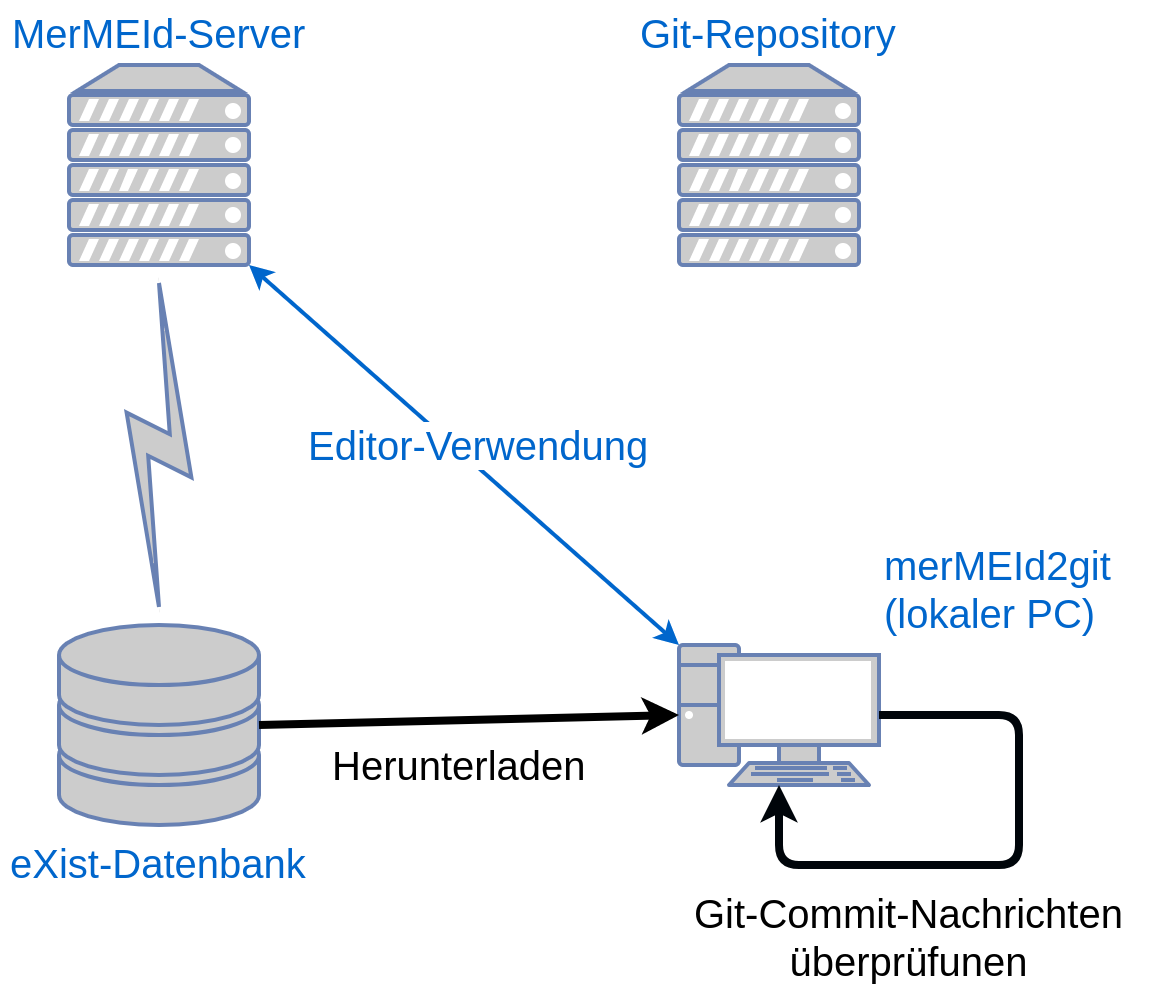 MerMEId-Server
Git-Repository
Editor-Verwendung
merMEId2git
(lokaler PC)
Herunterladen
eXist-Datenbank
Git-Commit-Nachrichten
überprüfunen